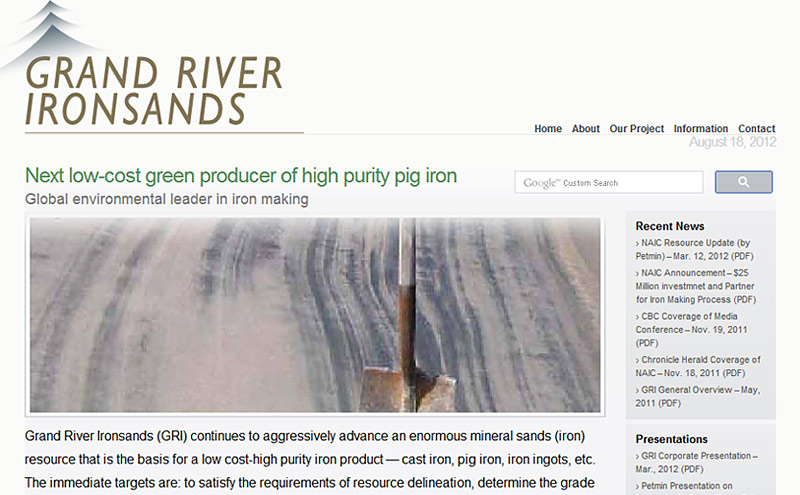 GRAND RIVER
IRONSANDS
Home About Our Project Information Contact
August 18, 2012
Next low-cost green producer of high purity pig iron
Global environmental leader in iron making
Google™ Custom Search
Grand River Ironsands (GRI) continues to aggressively advance an enormous mineral sands (iron)
resource that is the basis for a low cost-high purity iron product — cast iron, pig iron, iron ingots, etc.
The immediate targets are: to satisfy the requirements of resource delineation, determine the grade
Recent News
› NAIC Resource Update (by
Petmin) – Mar. 12, 2012 (PDF)
› NAIC Announcement – $25
Million investmnet and Partner
for Iron Making Process (PDF)
› CBC Coverage of Media
Conference – Nov. 19, 2011
(PDF)
› Chronicle Herald Coverage of
NAIC – Nov. 18, 2011 (PDF)
› GRI General Overview – May,
2011 (PDF)
Presentations
› GRI Corporate Presentation –
Mar., 2012 (PDF)
› Petmin Presentation on